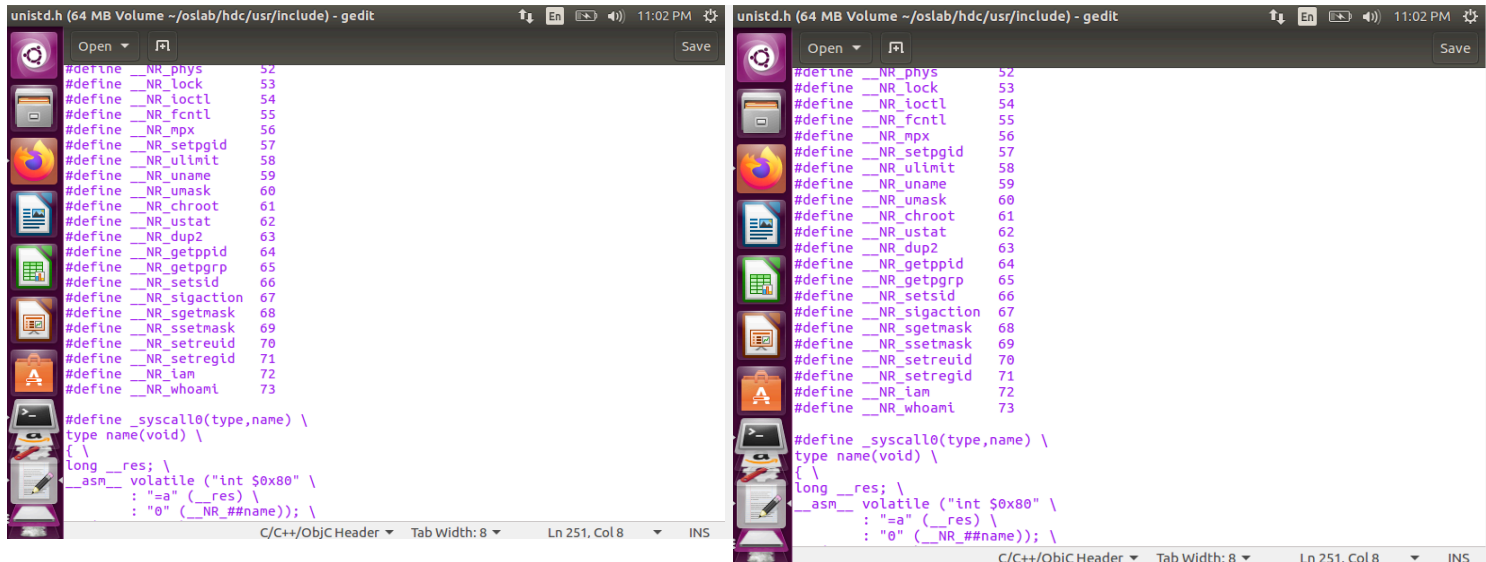 unistd.h (64 MB Volume ~/oslab/hdc/usr/include) - gedit En 11:02 PM
Open Save
#define __NR_phys 52
#define __NR_lock 53
#define __NR_ioctl 54
#define __NR_fcntl 55
#define __NR_mpx 56
#define __NR_setpgid 57
#define __NR_ulimit 58
#define __NR_uname 59
#define __NR_umask 60
#define __NR_chroot 61
#define __NR_ustat 62
#define __NR_dup2 63
#define __NR_getppid 64
#define __NR_getpgrp 65
#define __NR_setsid 66
#define __NR_sigaction 67
#define __NR_sgetmask 68
#define __NR_ssetmask 69
#define __NR_setreuid 70
#define __NR_setregid 71
#define __NR_iam 72
#define __NR_whoami 73
#define _syscall0(type,name) \
type name(void) \
{ \
long __res; \
__asm__ volatile ("int $0x80" \
: "=a" (__res) \
: "0" (__NR_##name)); \
C/C++/ObjC Header Tab Width: 8 Ln 251, Col 8 INS
unistd.h (64 MB Volume ~/oslab/hdc/usr/include) - gedit En 11:02 PM
Open Save
#define __NR_phys 52
#define __NR_lock 53
#define __NR_ioctl 54
#define __NR_fcntl 55
#define __NR_mpx 56
#define __NR_setpgid 57
#define __NR_ulimit 58
#define __NR_uname 59
#define __NR_umask 60
#define __NR_chroot 61
#define __NR_ustat 62
#define __NR_dup2 63
#define __NR_getppid 64
#define __NR_getpgrp 65
#define __NR_setsid 66
#define __NR_sigaction 67
#define __NR_sgetmask 68
#define __NR_ssetmask 69
#define __NR_setreuid 70
#define __NR_setregid 71
#define __NR_iam 72
#define __NR_whoami 73
#define _syscall0(type,name) \
type name(void) \
{ \
long __res; \
__asm__ volatile ("int $0x80" \
: "=a" (__res) \
: "0" (__NR_##name)); \
C/C++/ObjC Header Tab Width: 8 Ln 251, Col 8 INS